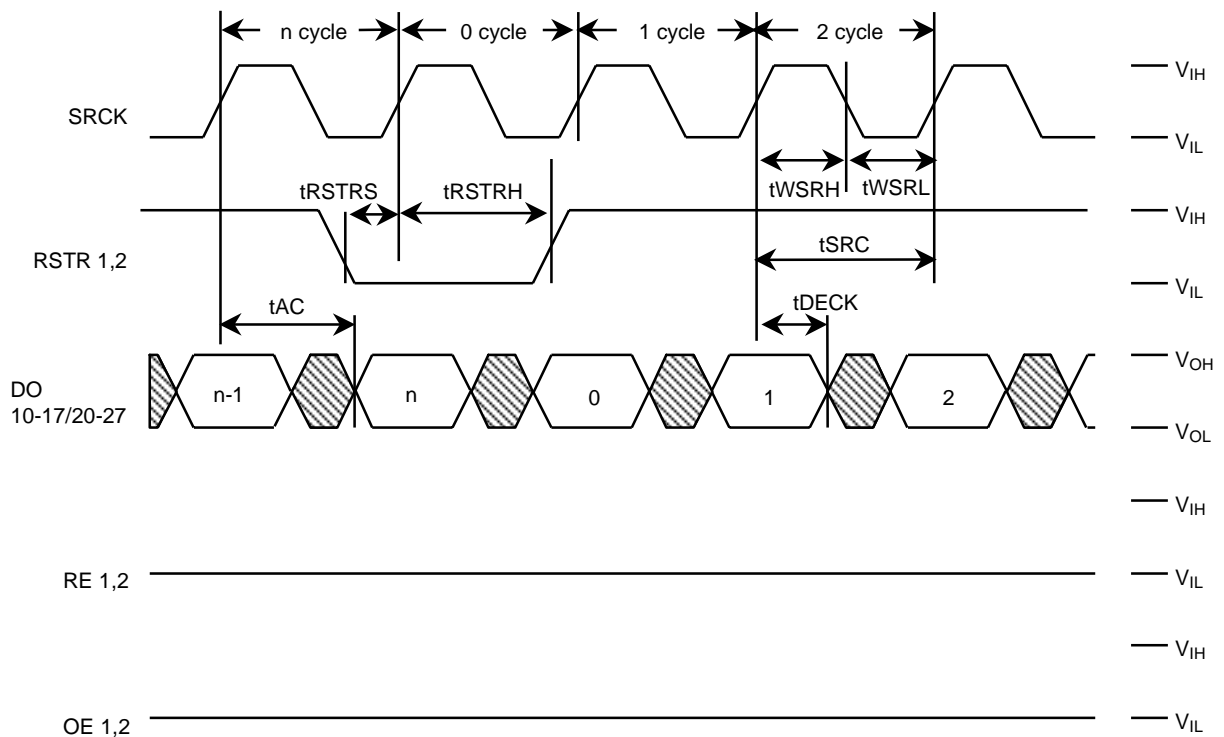 n cycle 0 cycle 1 cycle 2 cycle
VIH
SRCK
VIL
tRSTRS tRSTRH tWSRH tWSRL
VIH
tSRC
RSTR 1,2
VIL
tAC tDECK
VOH
DO
10-17/20-27
n-1 n 0 1 2
VOL
VIH
RE 1,2
VIL
VIH
OE 1,2
VIL